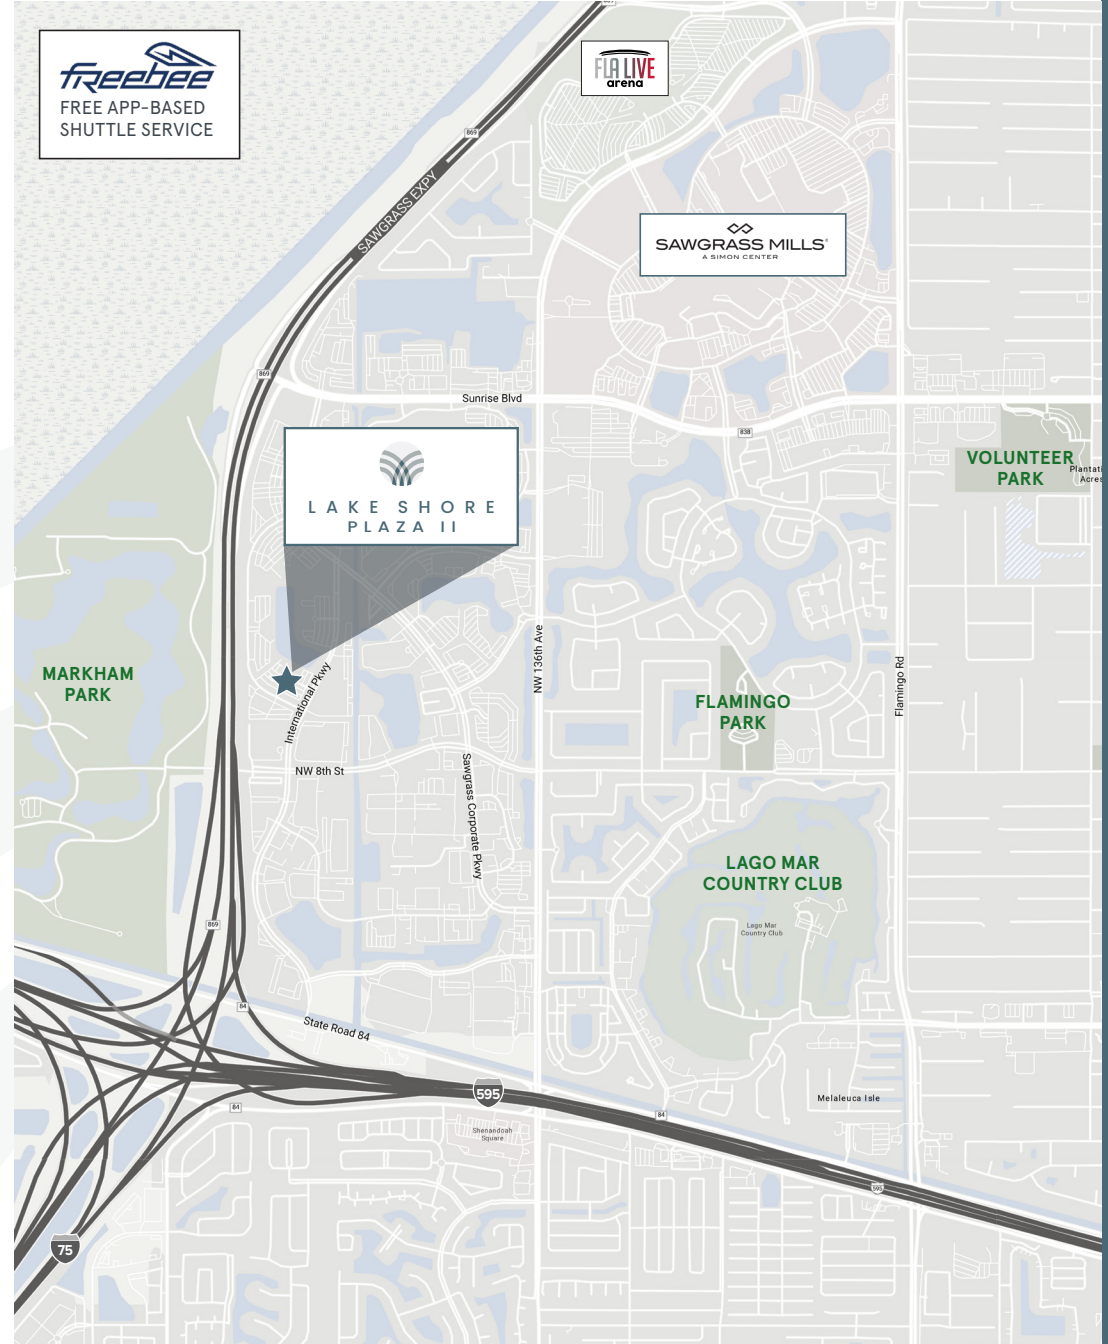 freebee
FREE APP-BASED
SHUTTLE SERVICE
869
FLA LIVE
arena
869
SAWGRASS EXPY
SAWGRASS MILLS®
A SIMON CENTER
869
Sunrise Blvd
838
LAKE SHORE
PLAZA II
VOLUNTEER
PARK
Plantati
Acres
MARKHAM
PARK
International Pkwy
NW 136th Ave
Flamingo Rd
FLAMINGO
PARK
NW 8th St
Sawgrass Corporate Pkwy
LAGO MAR
COUNTRY CLUB
Lago Mar
Country Club
869
84
State Road 84
595
84
84
Melaleuca Isle
Shenandoah
Square
595
75